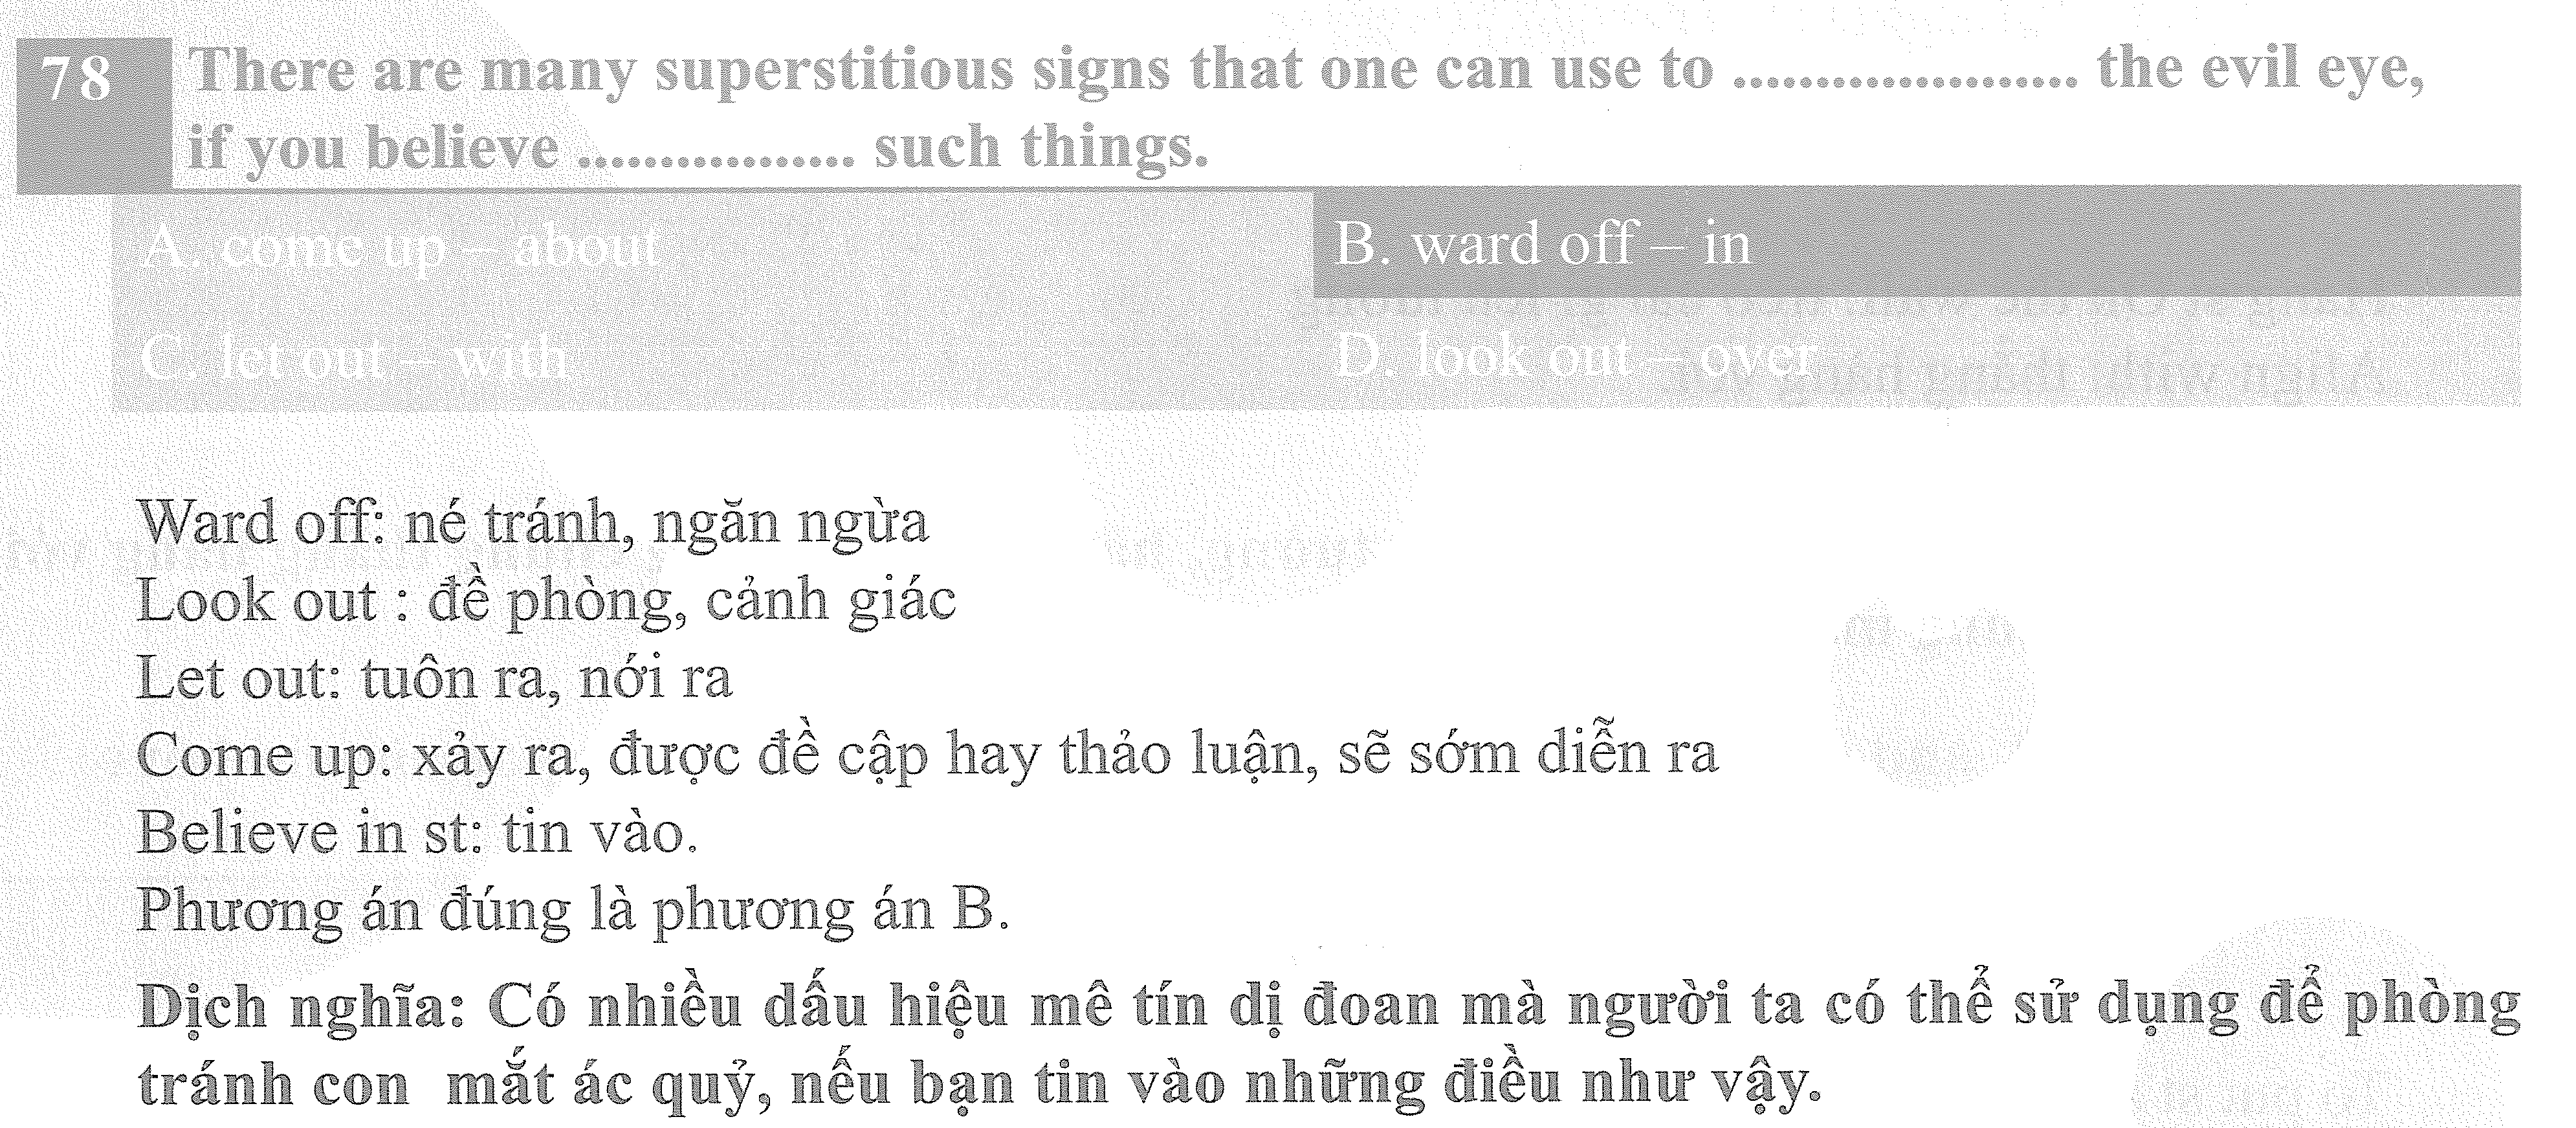 78 There are many superstitious signs that one can use to .................... the evil eye,
if you believe ................ such things.
A. come up – about B. ward off – in
C. let out – with D. look out – over
Ward off: né tránh, ngăn ngừa
Look out : đề phòng, cảnh giác
Let out: tuôn ra, nới ra
Come up: xảy ra, được đề cập hay thảo luận, sẽ sớm diễn ra
Believe in st: tin vào.
Phương án đúng là phương án B.
Dịch nghĩa: Có nhiều dấu hiệu mê tín dị đoan mà người ta có thể sử dụng để phòng
tránh con mắt ác quỷ, nếu bạn tin vào những điều như vậy.